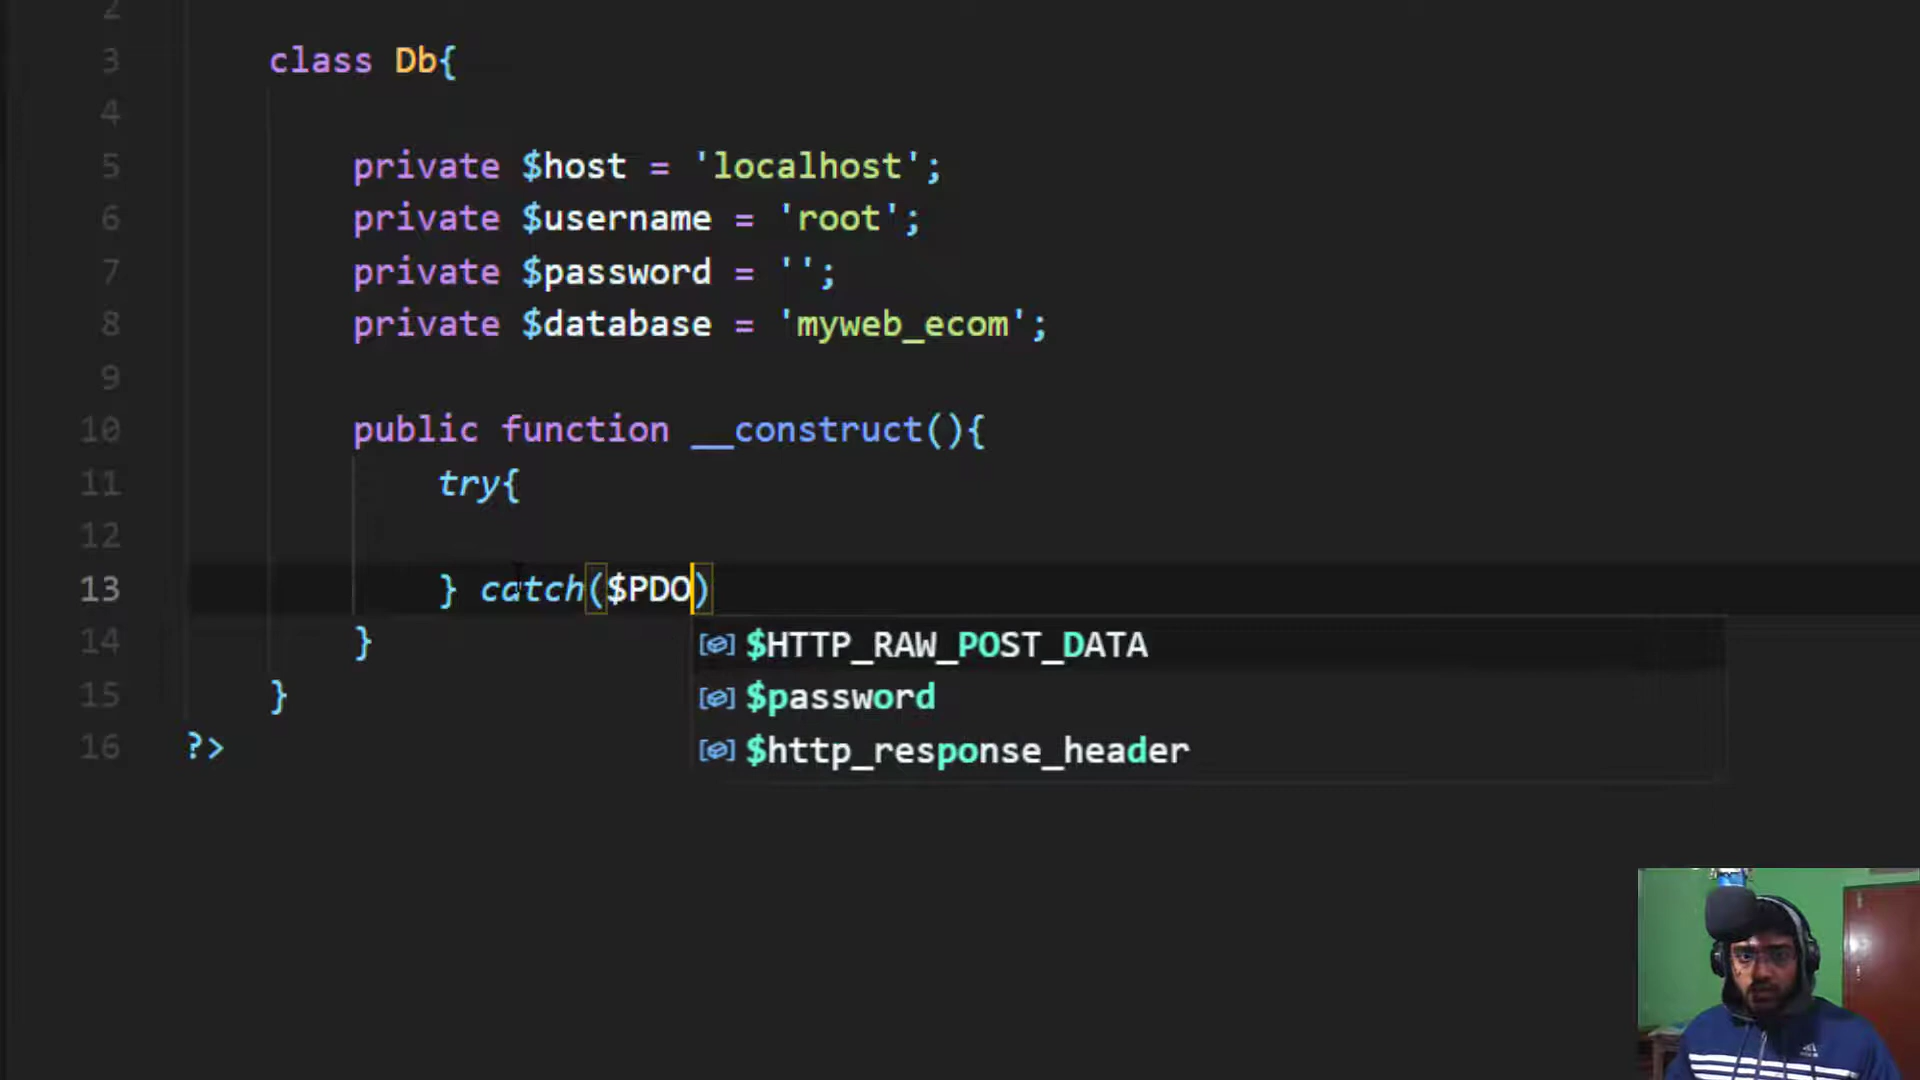 2
3 class Db{
4
5 private $host = 'localhost';
6 private $username = 'root';
7 private $password = '';
8 private $database = 'myweb_ecom';
9
10 public function __construct(){
11 try{
12
13 } catch($PDO)
14 }
$HTTP_RAW_POST_DATA
15 }
$password
16 ?>
$http_response_header